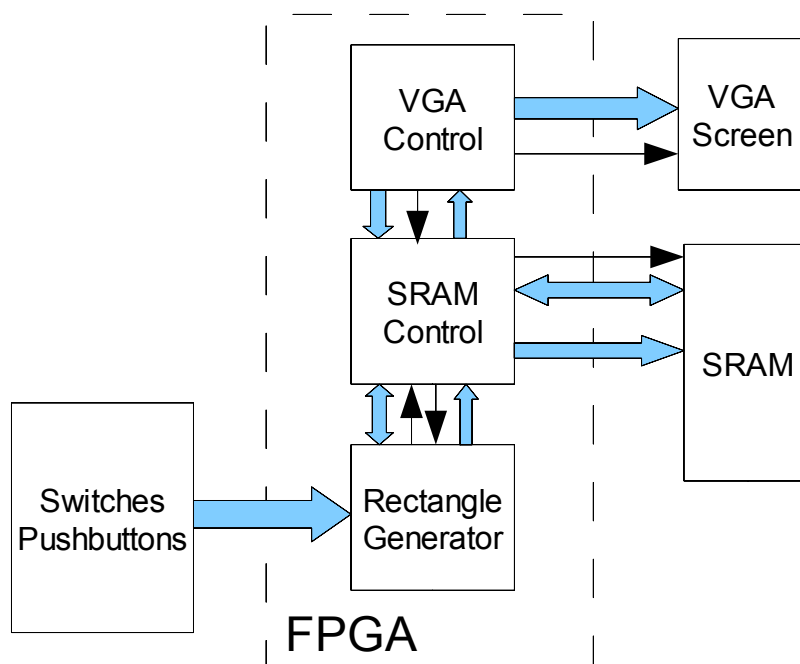 VGA
Control
VGA
Screen
SRAM
Control
SRAM
Switches
Pushbuttons
Rectangle
Generator
FPGA